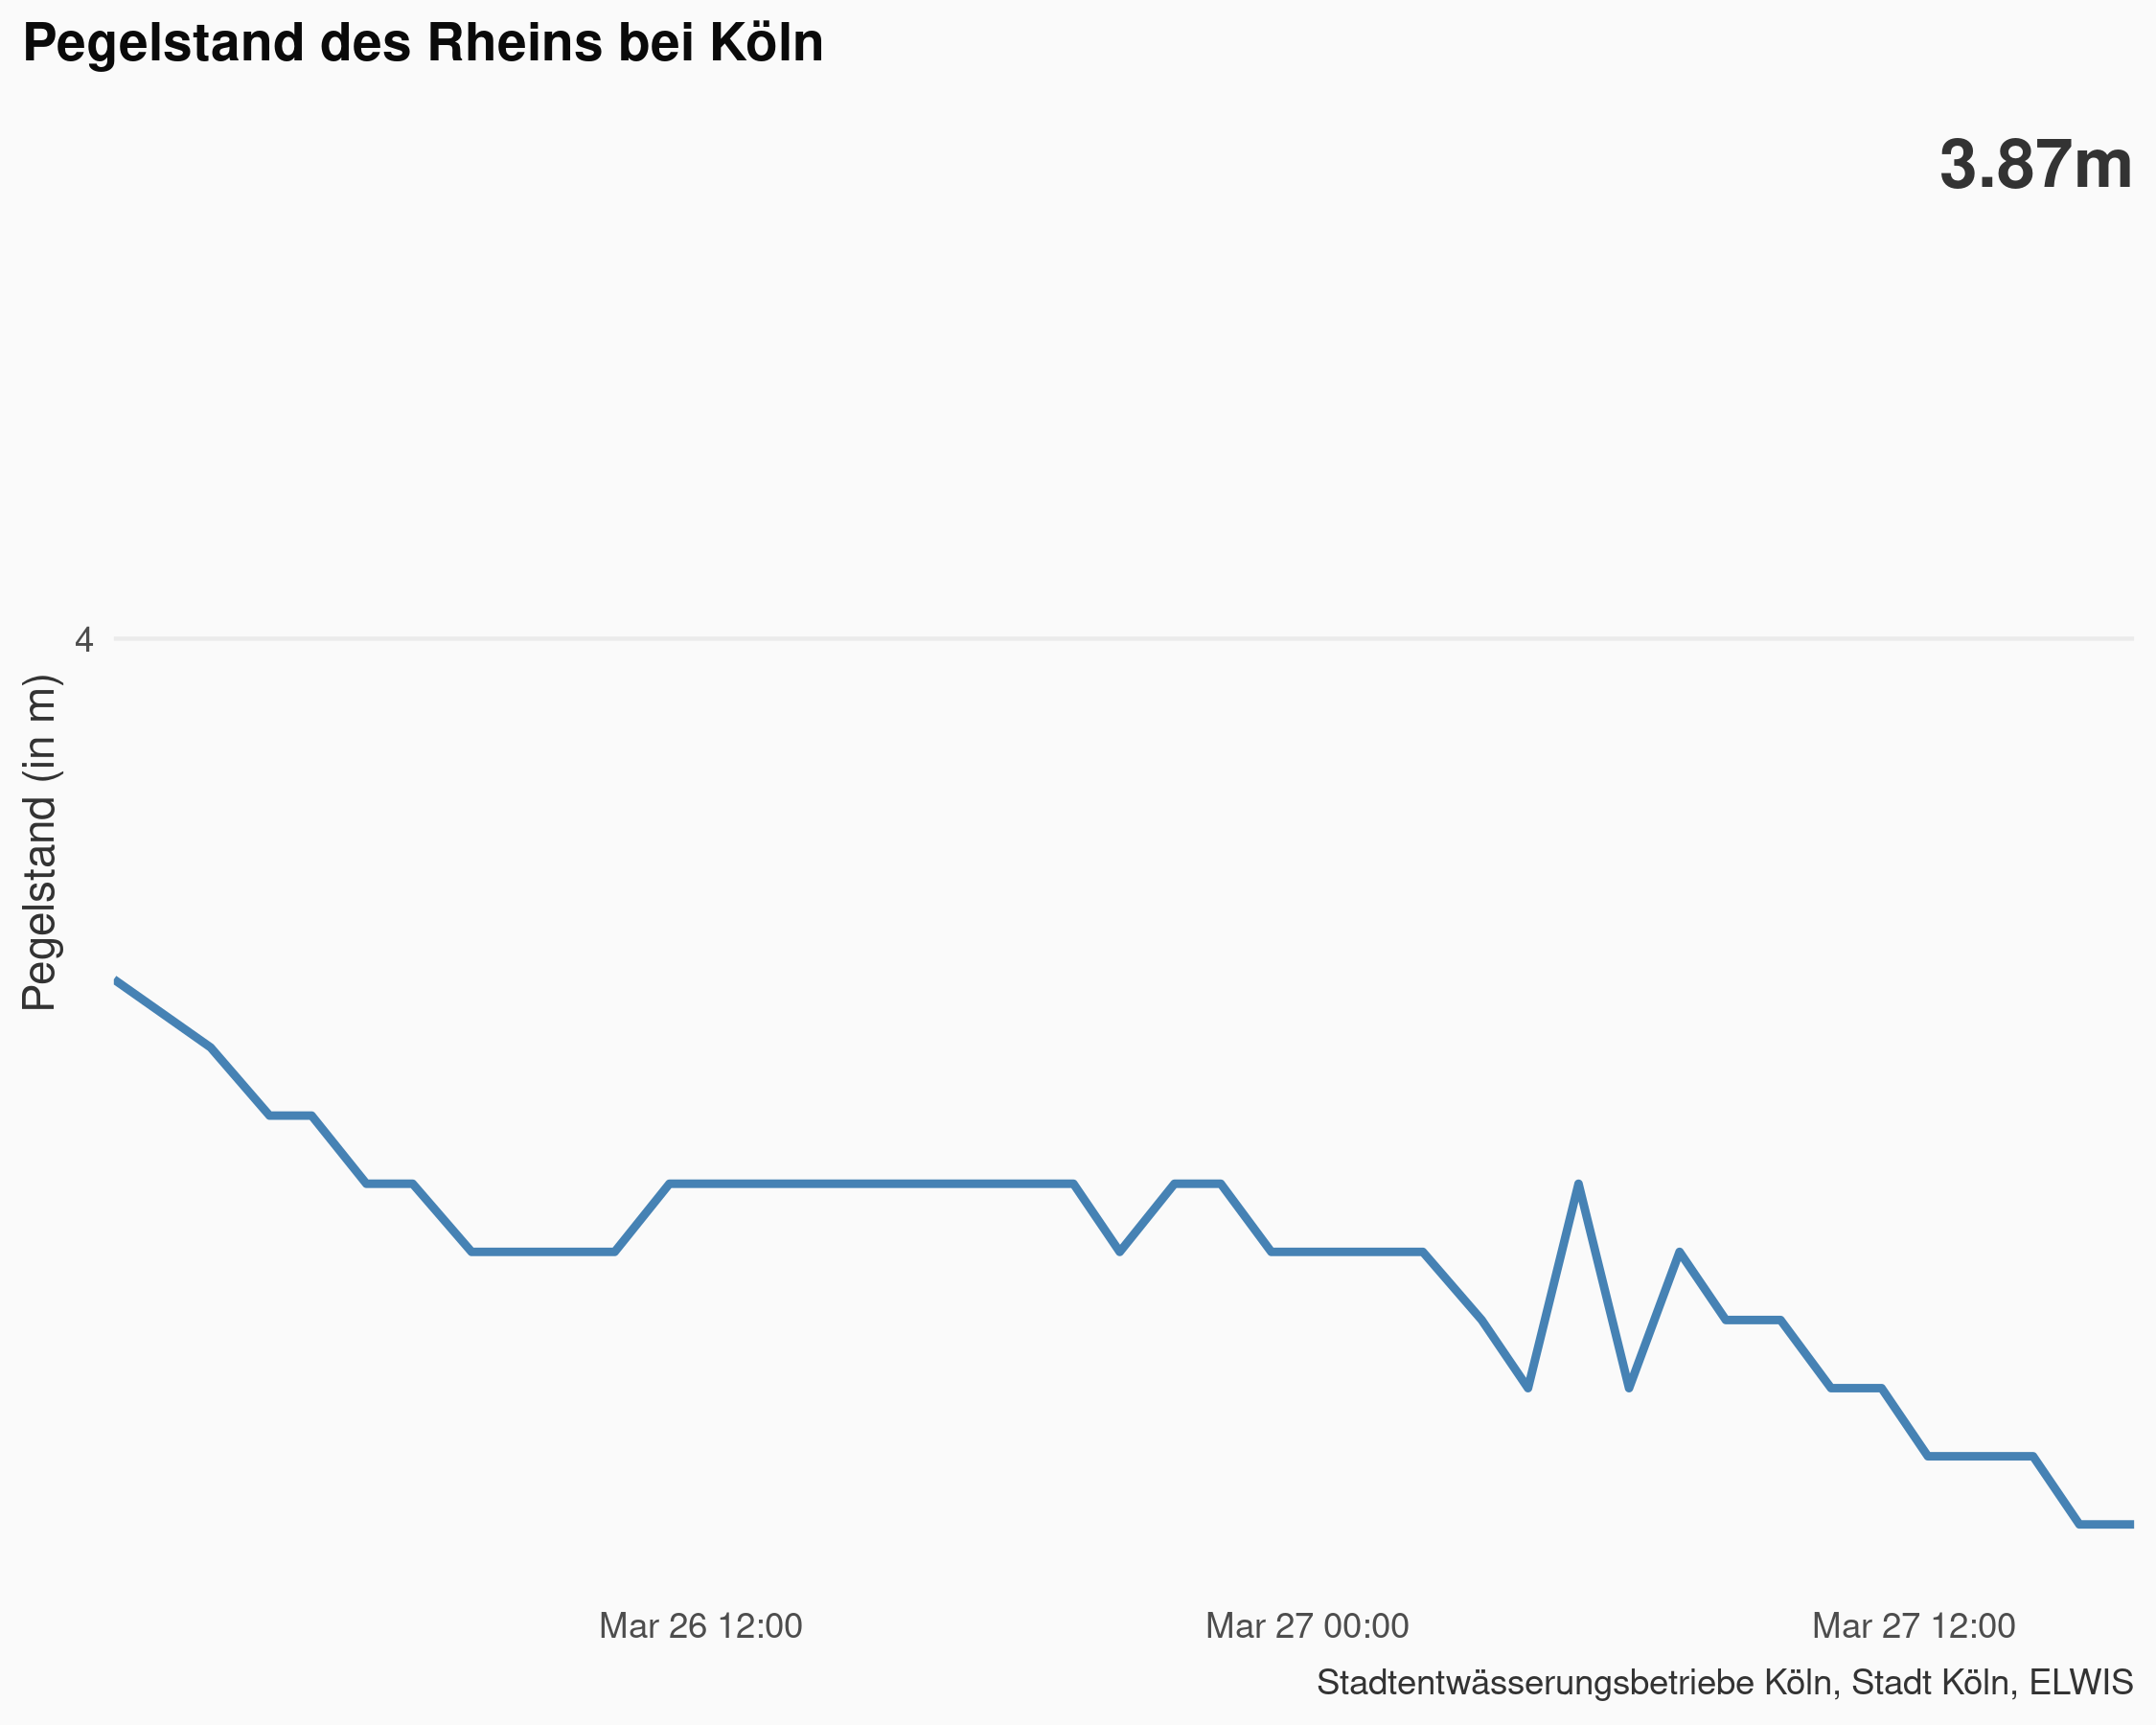 Pegelstand des Rheins bei Köln
3.87m
4
Pegelstand (in m)
Mar 26 12:00
Mar 27 00:00
Mar 27 12:00
Stadtentwässerungsbetriebe Köln, Stadt Köln, ELWIS